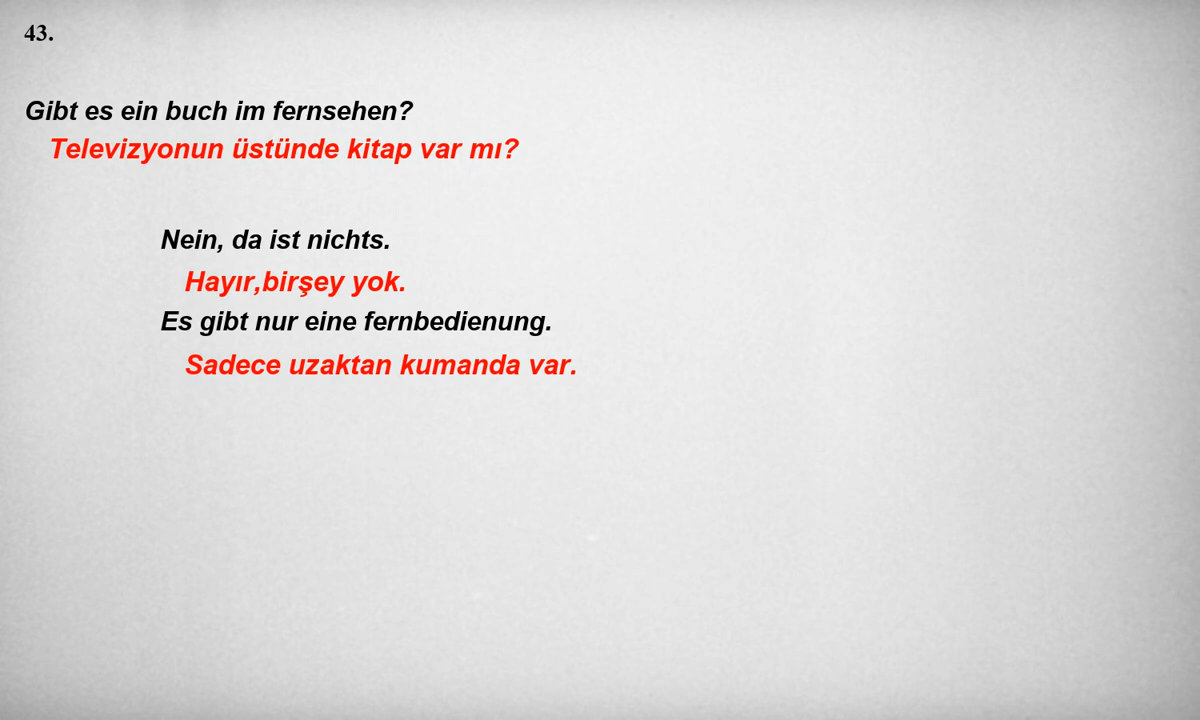 43.
Gibt es ein buch im fernsehen?
Televizyonun üstünde kitap var mı?
Nein, da ist nichts.
Hayır,birşey yok.
Es gibt nur eine fernbedienung.
Sadece uzaktan kumanda var.